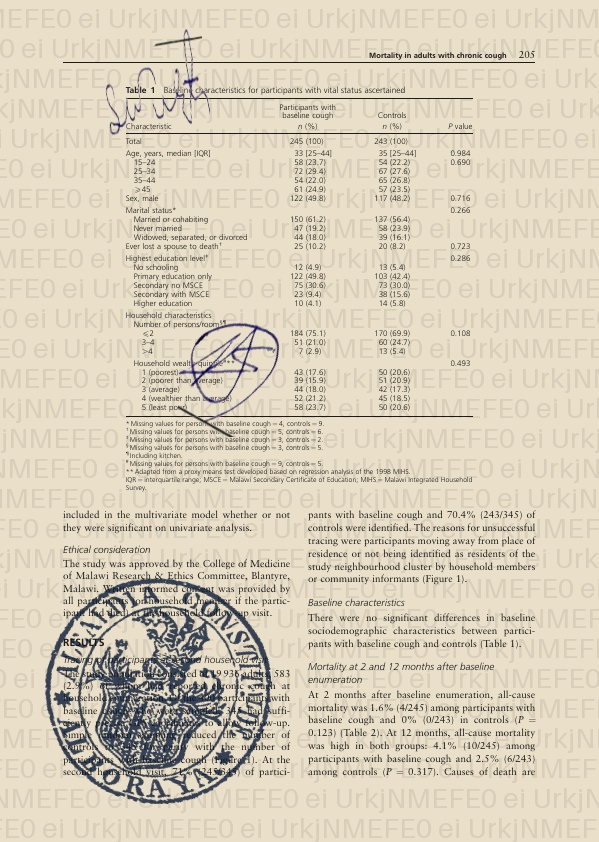 Mortality in adults with chronic cough 205
Table 1 Baseline characteristics for participants with vital status ascertained
Participants with
baseline cough Controls
Characteristic n (%) n (%) P value
Total 245 (100) 243 (100)
Age, years, median [IQR] 33 [25–44] 35 [25–44] 0.984
15–24 58 (23.7) 54 (22.2) 0.690
25–34 72 (29.4) 67 (27.6)
35–44 54 (22.0) 65 (26.8)
≥45 61 (24.9) 57 (23.5)
Sex, male 122 (49.8) 117 (48.2) 0.716
Marital status* 0.266
Married or cohabiting 150 (61.2) 137 (56.4)
Never married 47 (19.2) 58 (23.9)
Widowed, separated, or divorced 44 (18.0) 39 (16.1)
Ever lost a spouse to death† 25 (10.2) 20 (8.2) 0.723
Highest education level‡ 0.286
No schooling 12 (4.9) 13 (5.4)
Primary education only 122 (49.8) 103 (42.4)
Secondary no MSCE 75 (30.6) 73 (30.0)
Secondary with MSCE 23 (9.4) 38 (15.6)
Higher education 10 (4.1) 14 (5.8)
Household characteristics
Number of persons/room§¶
≤2 184 (75.1) 170 (69.9) 0.108
3–4 51 (21.0) 60 (24.7)
>4 7 (2.9) 13 (5.4)
Household wealth quintile#** 0.493
1 (poorest) 43 (17.6) 50 (20.6)
2 (poorer than average) 39 (15.9) 51 (20.9)
3 (average) 44 (18.0) 42 (17.3)
4 (wealthier than average) 52 (21.2) 45 (18.5)
5 (least poor) 58 (23.7) 50 (20.6)
* Missing values for persons with baseline cough = 4, controls = 9.
† Missing values for persons with baseline cough = 5, controls = 6.
‡ Missing values for persons with baseline cough = 3, controls = 2.
§ Missing values for persons with baseline cough = 3, controls = 5.
¶ Including kitchen.
# Missing values for persons with baseline cough = 9, controls = 5.
** Adapted from a proxy means test developed based on regression analysis of the 1998 MIHS.
IQR = interquartile range; MSCE = Malawi Secondary Certificate of Education; MIHS = Malawi Integrated Household
Survey.
included in the multivariate model whether or not
they were significant on univariate analysis.
Ethical consideration
The study was approved by the College of Medicine
of Malawi Research & Ethics Committee, Blantyre,
Malawi. Written informed consent was provided by
all participants (or household member if the partic-
ipant had died) at the household follow-up visit.
RESULTS
Tracing of participants at second household visit
The study population consisted of 19 936 adults, 583
(2.9%) of whom had reported chronic cough at
household enumeration. participants with
baseline cough 345 had suffi-
ciently to allow follow-up.
Simple reduced the number of
controls with the number of
participants with cough (Figure 1). At the
second household visit, 71% (245/345) of partici-
pants with baseline cough and 70.4% (243/345) of
controls were identified. The reasons for unsuccessful
tracing were participants moving away from place of
residence or not being identified as residents of the
study neighbourhood cluster by household members
or community informants (Figure 1).
Baseline characteristics
There were no significant differences in baseline
sociodemographic characteristics between partici-
pants with baseline cough and controls (Table 1).
Mortality at 2 and 12 months after baseline
enumeration
At 2 months after baseline enumeration, all-cause
mortality was 1.6% (4/245) among participants with
baseline cough and 0% (0/243) in controls (P =
0.123) (Table 2). At 12 months, all-cause mortality
was high in both groups: 4.1% (10/245) among
participants with baseline cough and 2.5% (6/243)
among controls (P = 0.317). Causes of death are